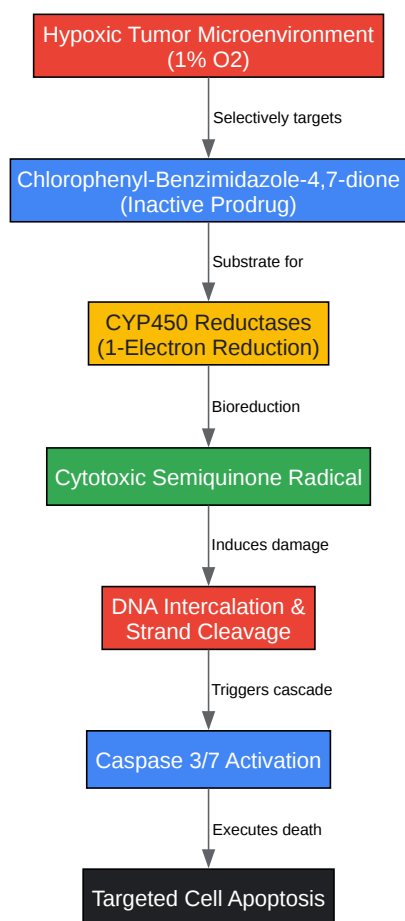 Hypoxic Tumor Microenvironment
(1% O2)
Selectively targets
Chlorophenyl-Benzimidazole-4,7-dione
(Inactive Prodrug)
Substrate for
CYP450 Reductases
(1-Electron Reduction)
Bioreduction
Cytotoxic Semiquinone Radical
Induces damage
DNA Intercalation &
Strand Cleavage
Triggers cascade
Caspase 3/7 Activation
Executes death
Targeted Cell Apoptosis